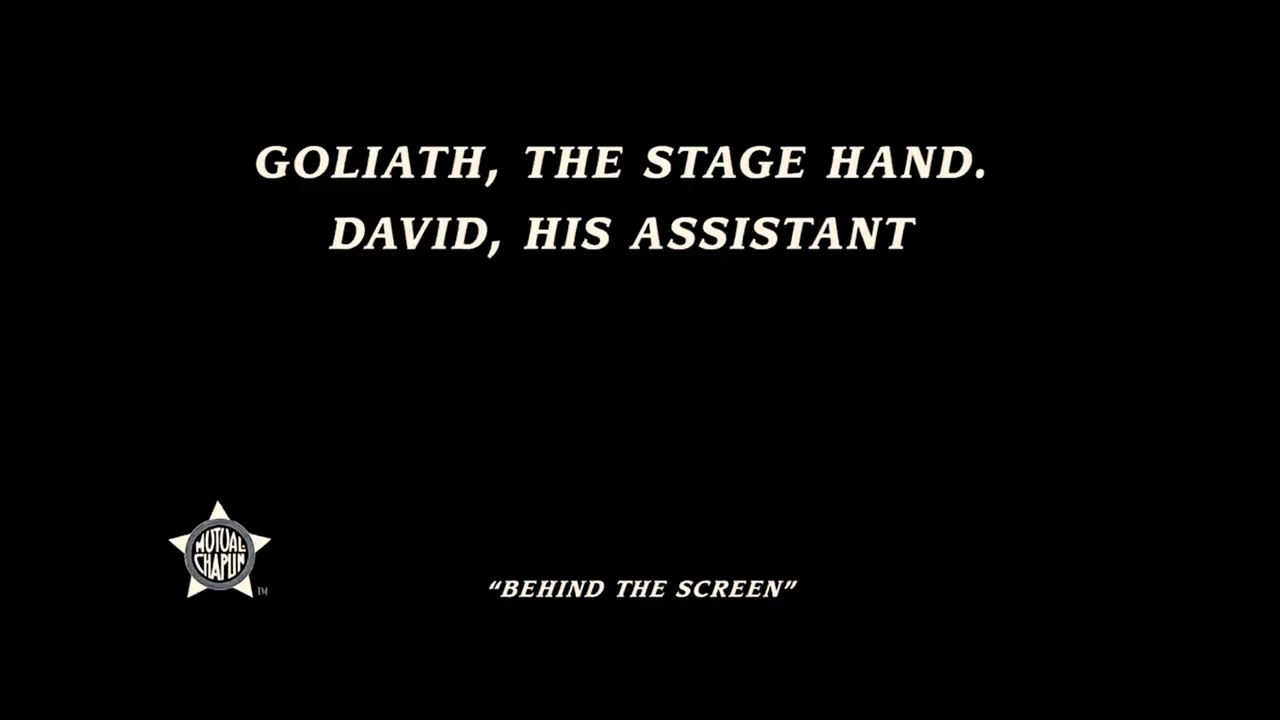 GOLIATH, THE STAGE HAND.
DAVID, HIS ASSISTANT
MUTUAL-
CHAPLIN
TM
“BEHIND THE SCREEN”